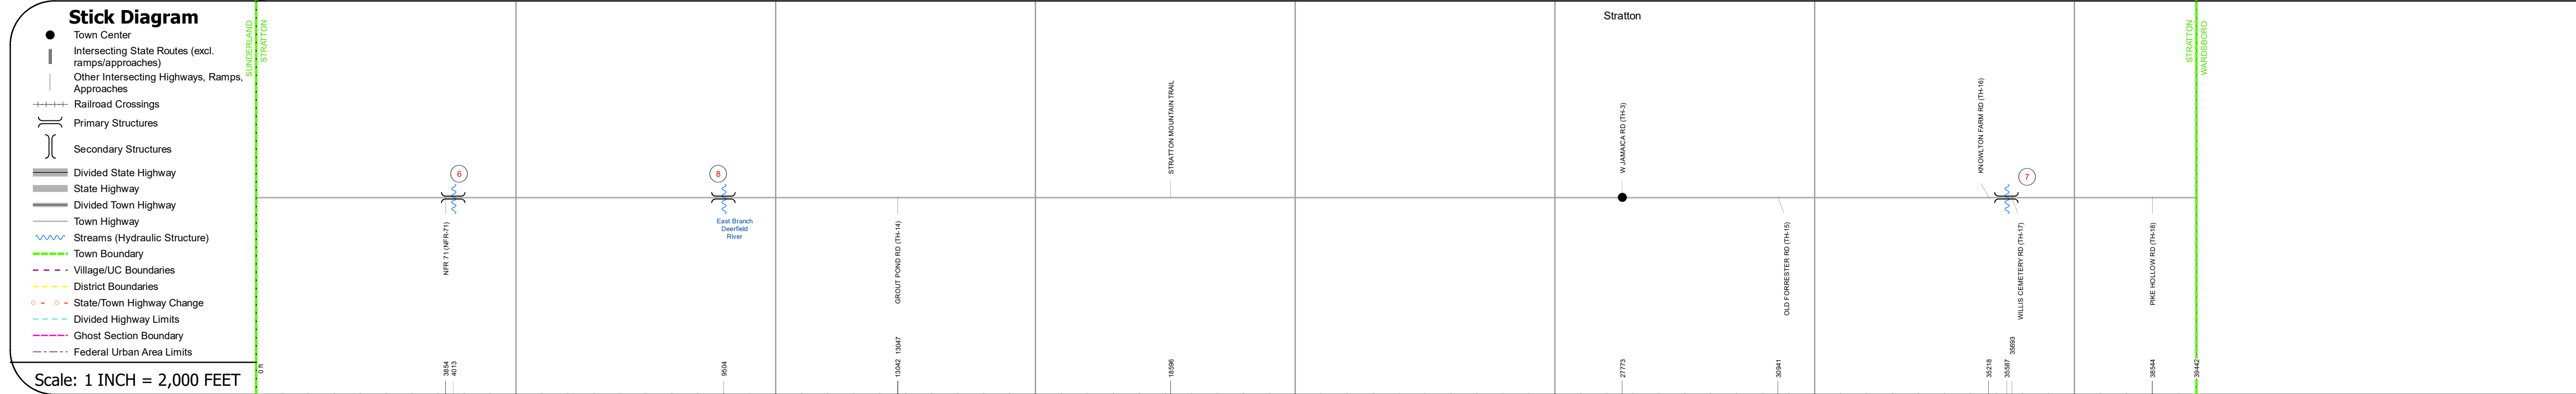 Stick Diagram
Town Center
Intersecting State Routes (excl.
ramps/approaches)
Other Intersecting Highways, Ramps,
Approaches
Railroad Crossings
Primary Structures
Secondary Structures
Divided State Highway
State Highway
Divided Town Highway
Town Highway
Streams (Hydraulic Structure)
Town Boundary
Village/UC Boundaries
District Boundaries
State/Town Highway Change
Divided Highway Limits
Ghost Section Boundary
Federal Urban Area Limits
Scale: 1 INCH = 2,000 FEET
SUNDERLAND
STRATTON
0 ft
6
NFR 71 (NFR-71)
3854
4013
8
East Branch
Deerfield
River
9504
GROUT POND RD (TH-14)
13042 13047
STRATTON MOUNTAIN TRAIL
18596
Stratton
W JAMAICA RD (TH-3)
27773
OLD FORRESTER RD (TH-15)
30941
KNOWLTON FARM RD (TH-16)
35218
7
35587
WILLIS CEMETERY RD (TH-17)
35693
PIKE HOLLOW RD (TH-18)
38544
STRATTON
WARDSBORO
39442